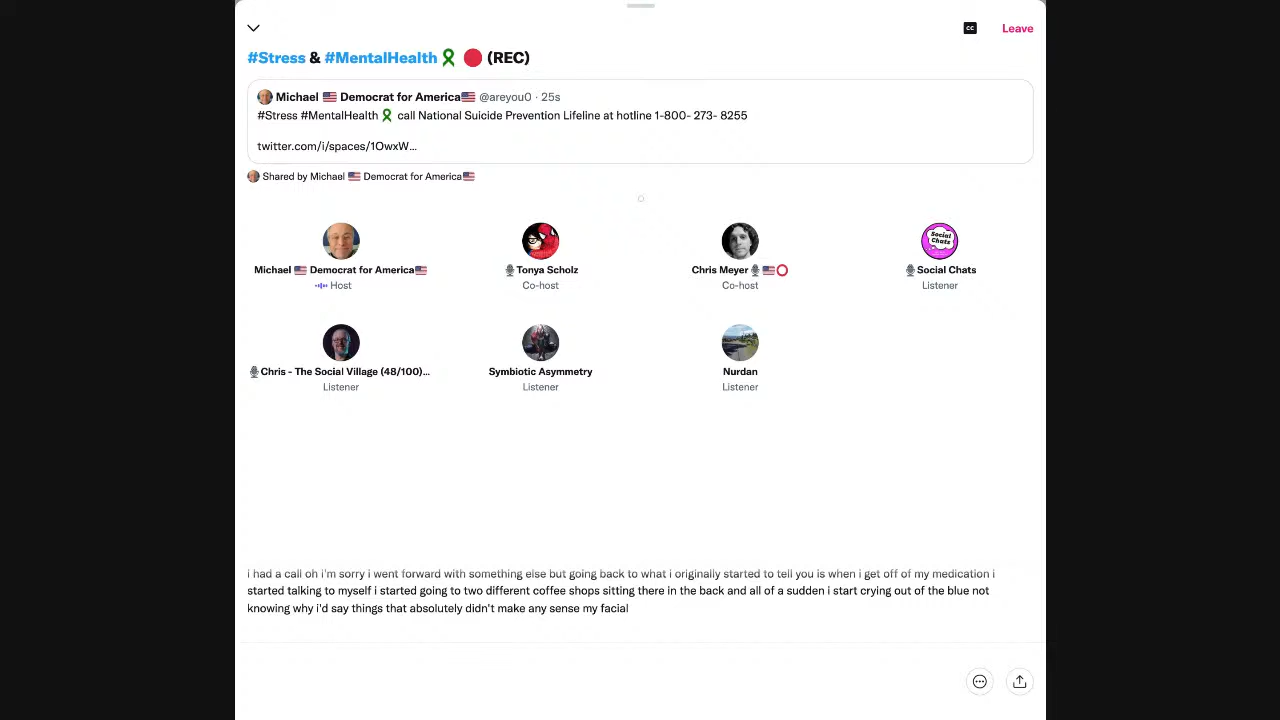 CC
Leave
#Stress & #MentalHealth🎗 🔴 (REC)
Michael 🇺🇸 Democrat for America🇺🇸 @areyou0 · 25s
#Stress #MentalHealth🎗 call National Suicide Prevention Lifeline at hotline 1-800- 273- 8255
twitter.com/i/spaces/1OwxW...
Shared by Michael 🇺🇸 Democrat for America🇺🇸
Michael 🇺🇸 Democrat for America🇺🇸
Host
🎙Tonya Scholz
Co-host
Chris Meyer🎙🇺🇸⭕
Co-host
Social Chats
🎙Social Chats
Listener
🎙Chris - The Social Village (48/100)...
Listener
Symbiotic Asymmetry
Listener
Nurdan
Listener
i had a call oh i'm sorry i went forward with something else but going back to what i originally started to tell you is when i get off of my medication i
started talking to myself i started going to two different coffee shops sitting there in the back and all of a sudden i start crying out of the blue not
knowing why i'd say things that absolutely didn't make any sense my facial